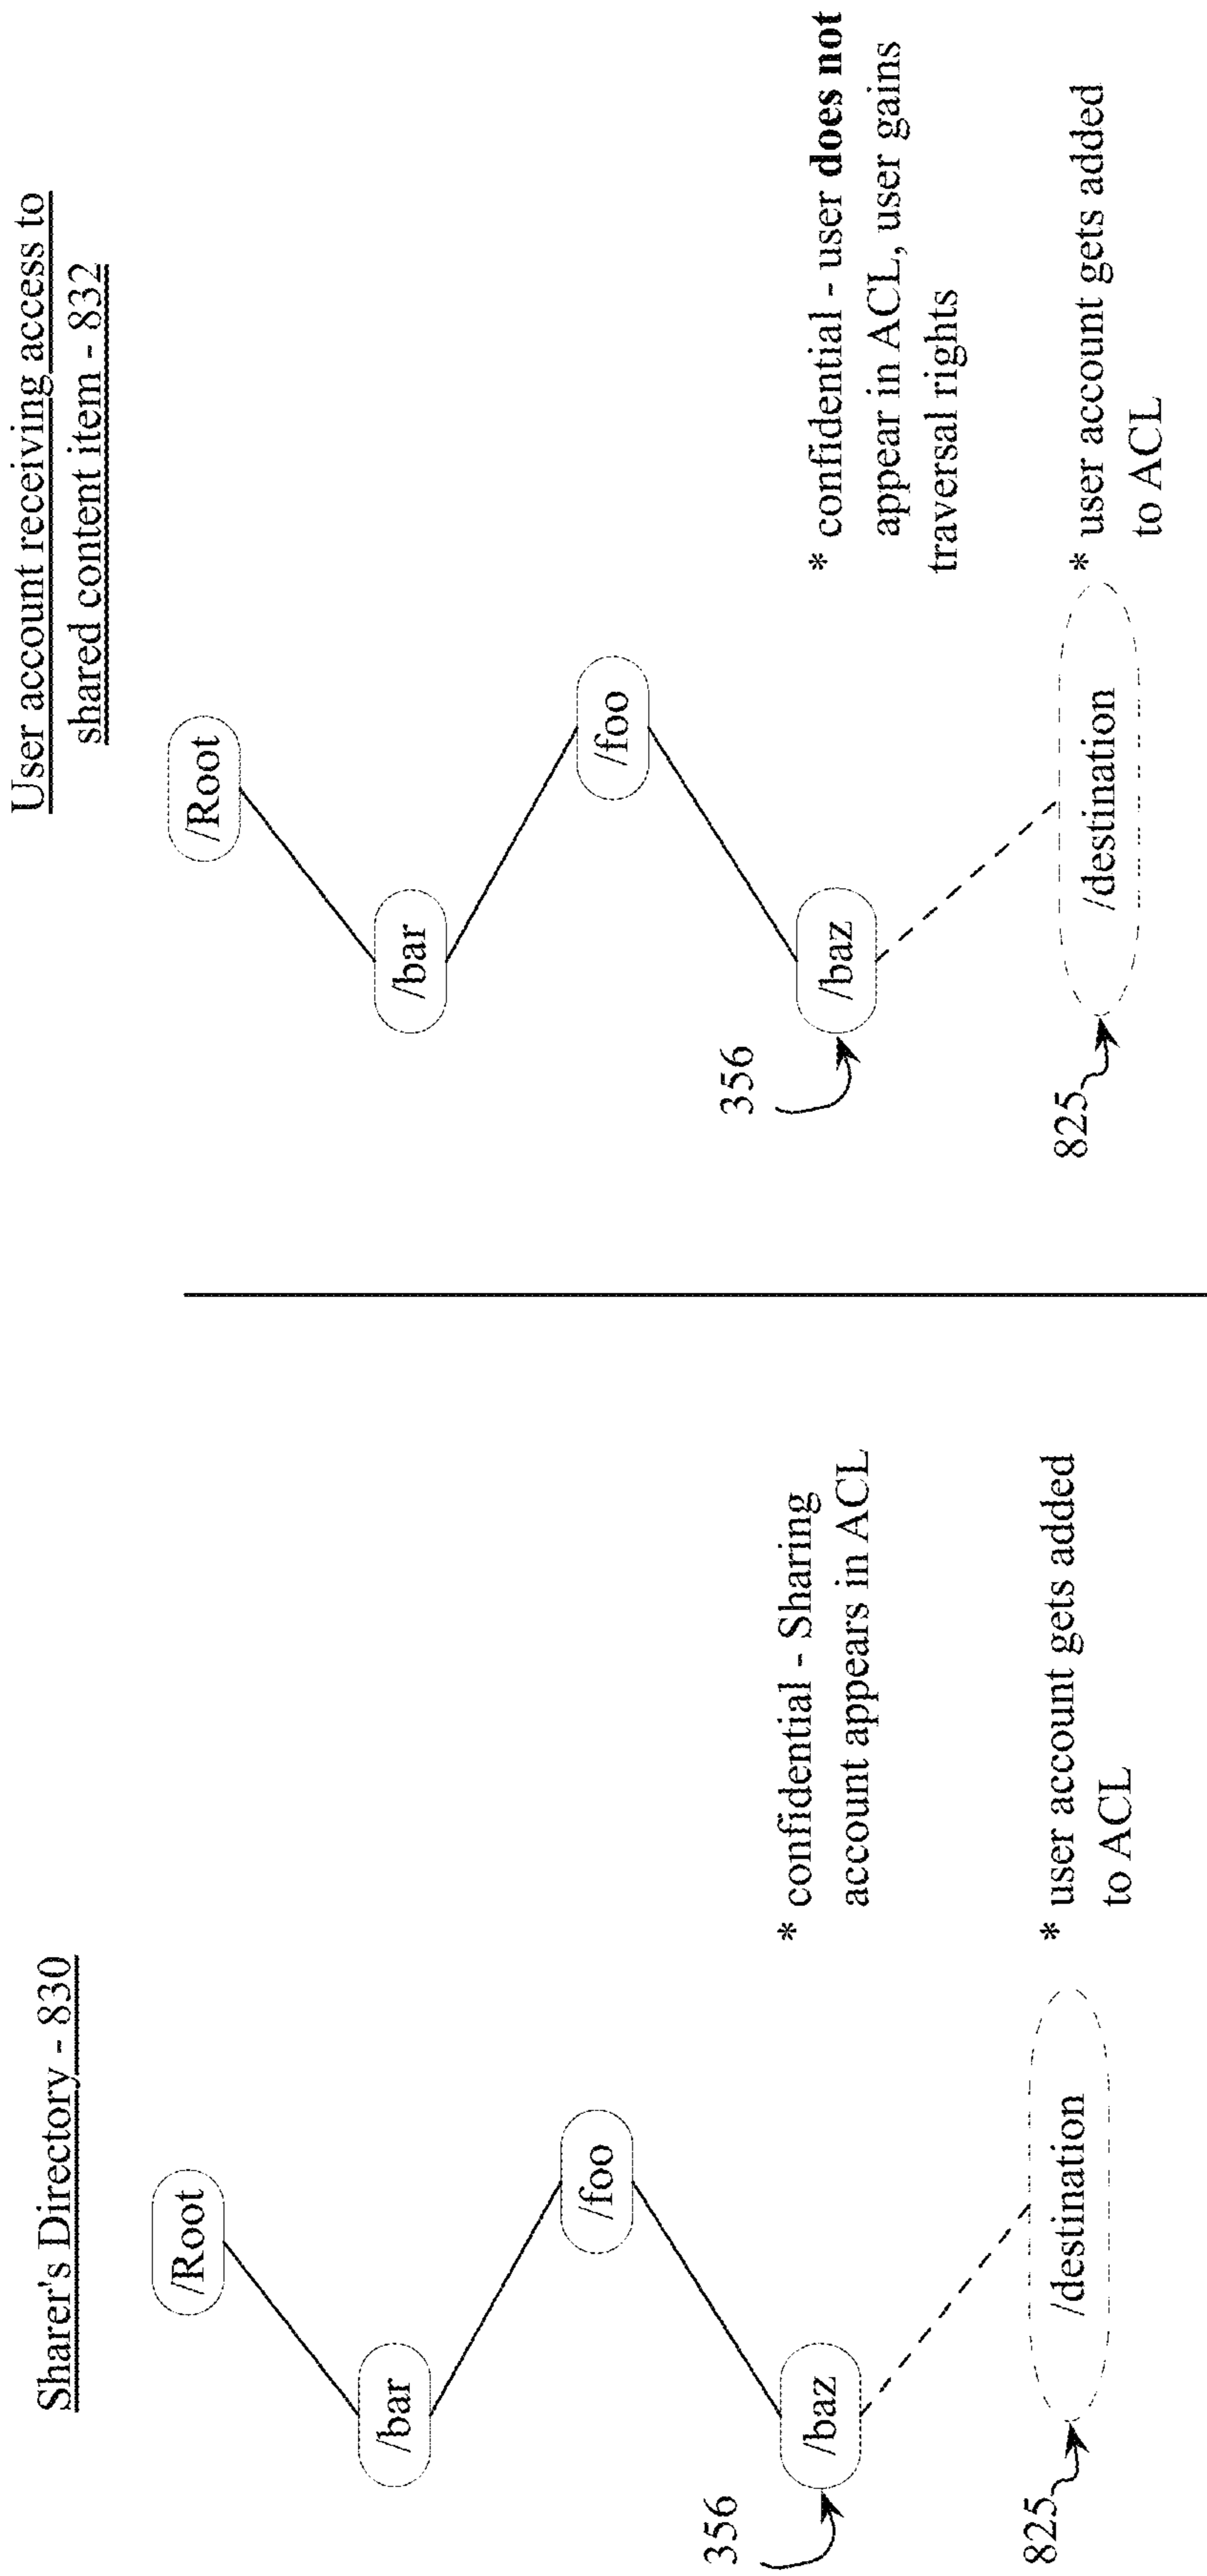 Sharer's Directory - 830
/Root
/bar
/foo
356
/baz
* confidential - Sharing
account appears in ACL
825
/destination
* user account gets added
to ACL
User account receiving access to
shared content item - 832
/Root
/bar
/foo
356
/baz
* confidential - user does not
appear in ACL, user gains
traversal rights
825
/destination
* user account gets added
to ACL